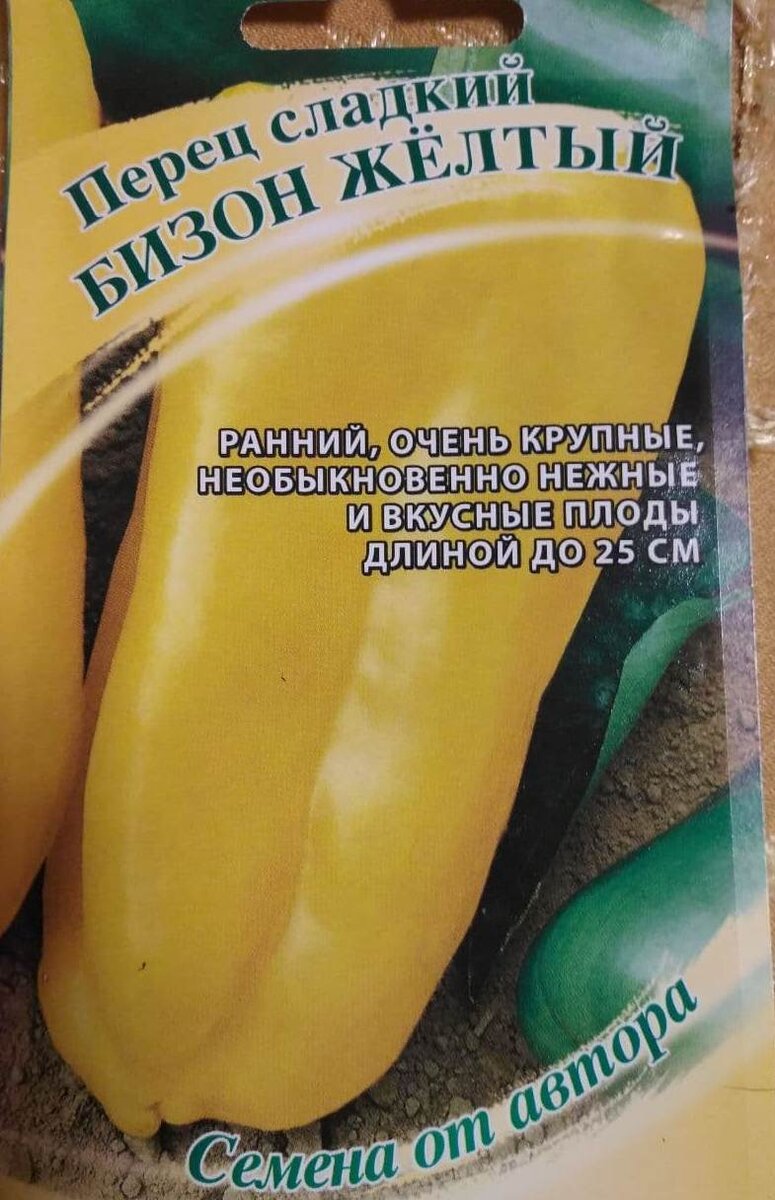 Перец сладкий
БИЗОН ЖЁЛТЫЙ
РАННИЙ, ОЧЕНЬ КРУПНЫЕ,
НЕОБЫКНОВЕННО НЕЖНЫЕ
И ВКУСНЫЕ ПЛОДЫ
ДЛИНОЙ ДО 25 СМ
Семена от автора